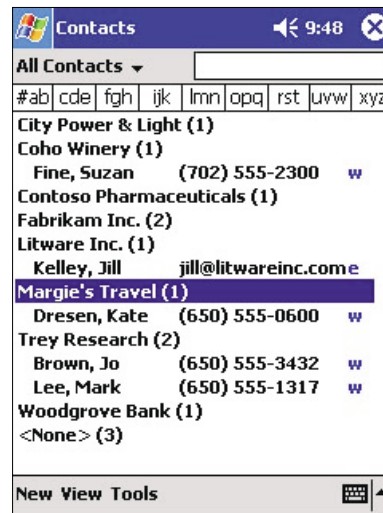 Contacts 9:48
All Contacts
#ab cde fgh ijk lmn opq rst uvw xyz
City Power & Light (1)
Coho Winery (1)
Fine, Suzan (702) 555-2300 w
Contoso Pharmaceuticals (1)
Fabrikam Inc. (2)
Litware Inc. (1)
Kelley, Jill jill@litwareinc.com e
Margie's Travel (1)
Dresen, Kate (650) 555-0600 w
Trey Research (2)
Brown, Jo (650) 555-3432 w
Lee, Mark (650) 555-1317 w
Woodgrove Bank (1)
<None> (3)
New View Tools